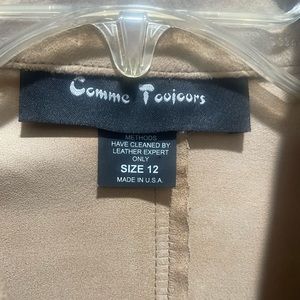 Comme Toujours
METHODS
HAVE CLEANED BY
LEATHER EXPERT
ONLY
SIZE 12
MADE IN U.S.A.